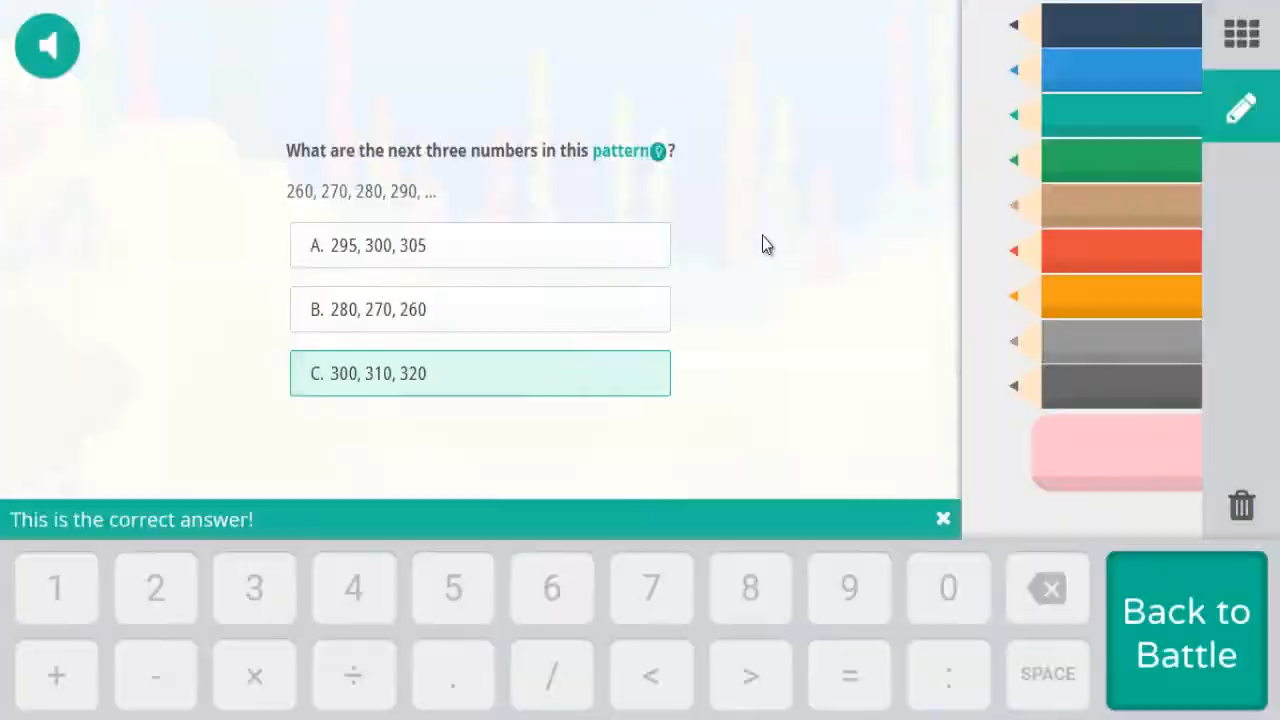 What are the next three numbers in this pattern?
260, 270, 280, 290, ...
A. 295, 300, 305
B. 280, 270, 260
C. 300, 310, 320
This is the correct answer!
1 2 3 4 5 6 7 8 9 0
+ - × ÷ . / < > = : SPACE
Back to
Battle